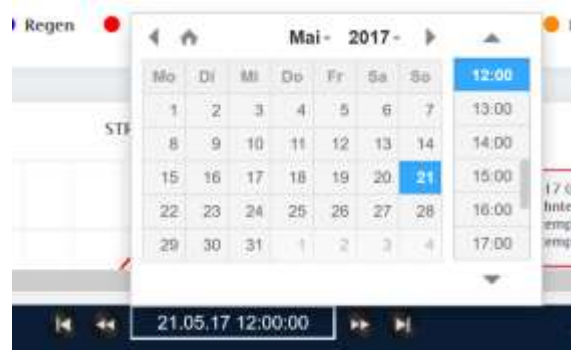 Regen
Mai 2017
Mo Di Mi Do Fr Sa So
1 2 3 4 5 6 7
8 9 10 11 12 13 14
15 16 17 18 19 20 21
22 23 24 25 26 27 28
29 30 31 1 2 3 4
12:00
13:00
14:00
15:00
16:00
17:00
21.05.17 12:00:00